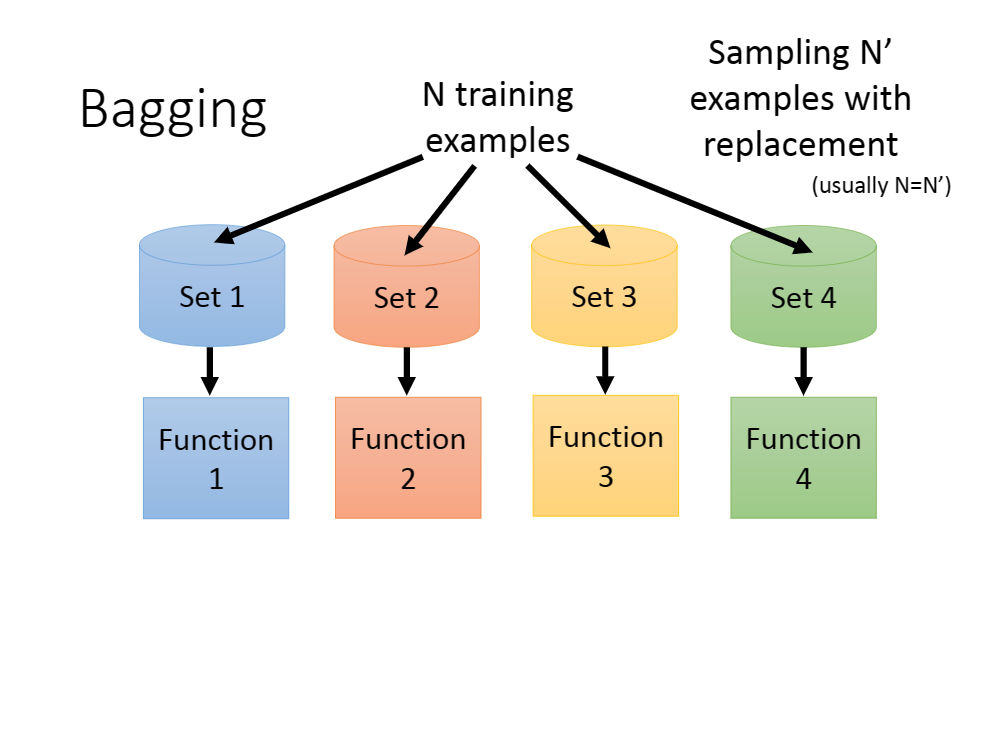 Bagging
N training
examples
Sampling N’
examples with
replacement
(usually N=N’)
Set 1
Set 2
Set 3
Set 4
Function
1
Function
2
Function
3
Function
4